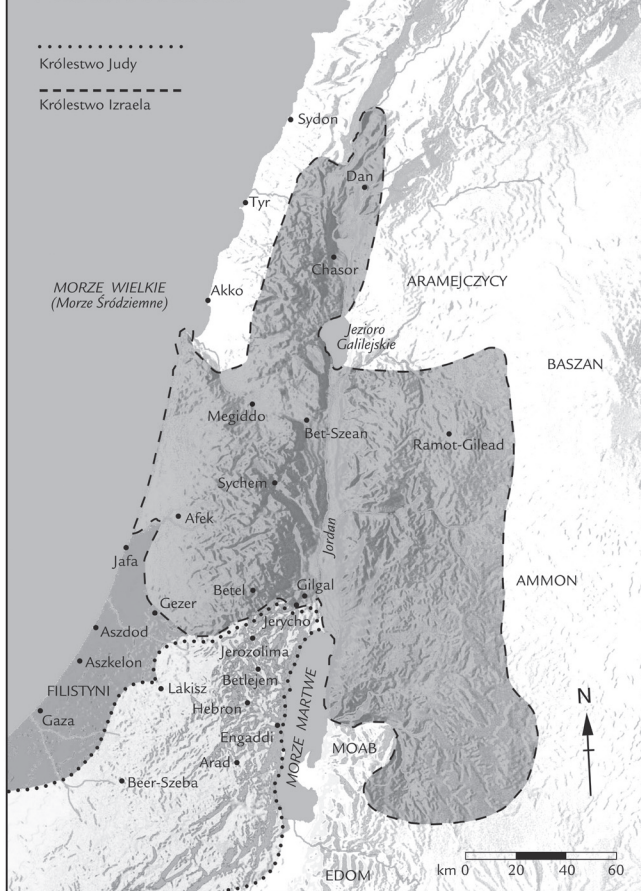 Królestwo Judy
Królestwo Izraela
Sydon
Dan
Tyr
Chasor
ARAMEJCZYCY
MORZE WIELKIE
(Morze Śródziemne)
Akko
Jezioro
Galilejskie
BASZAN
Megiddo
Bet-Szean
Ramot-Gilead
Sychem
Afek
Jordan
Jafa
AMMON
Betel
Gilgal
Gezer
Jerycho
Aszdod
Jerozolima
Aszkelon
Betlejem
FILISTYNI
Lakisz
Hebron
MORZE MARTWE
Gaza
Engaddi
MOAB
N
Arad
Beer-Szeba
EDOM
km 0 20 40 60